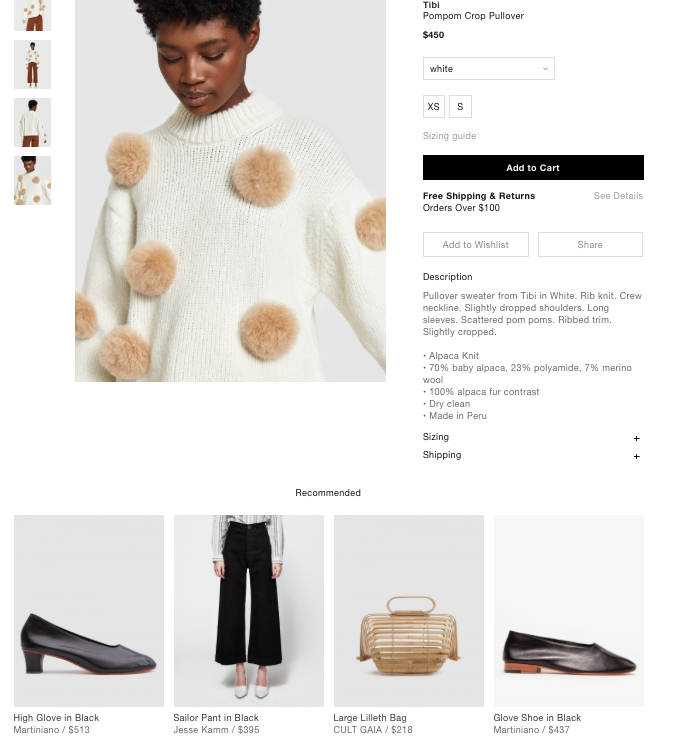 Tibi
Pompom Crop Pullover
$450
white
XS
S
Sizing guide
Add to Cart
Free Shipping & Returns
See Details
Orders Over $100
Add to Wishlist
Share
Description
Pullover sweater from Tibi in White. Rib knit. Crew
neckline. Slightly dropped shoulders. Long
sleeves. Scattered pom poms. Ribbed trim.
Slightly cropped.
• Alpaca Knit
• 70% baby alpaca, 23% polyamide, 7% merino
wool
• 100% alpaca fur contrast
• Dry clean
• Made in Peru
Sizing +
Shipping +
Recommended
High Glove in Black
Martiniano / $513
Sailor Pant in Black
Jesse Kamm / $395
Large Lilleth Bag
CULT GAIA / $218
Glove Shoe in Black
Martiniano / $437